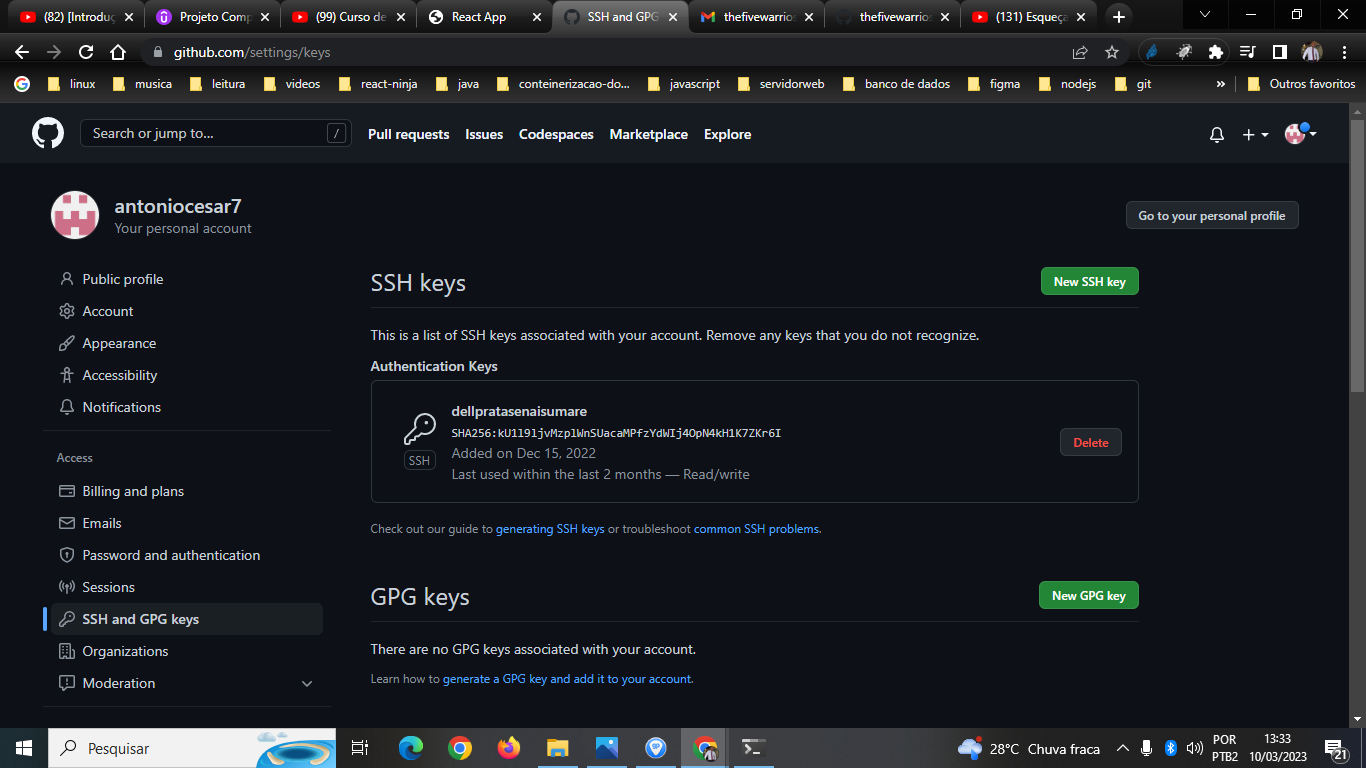 (82) [Introduç
Projeto Comp
(99) Curso de
React App
SSH and GPG
thefivewarrios
thefivewarrios
(131) Esqueça
github.com/settings/keys
linux
musica
leitura
videos
react-ninja
java
conteinerizacao-do...
javascript
servidorweb
banco de dados
figma
nodejs
git
»
Outros favoritos
Search or jump to...
/
Pull requests
Issues
Codespaces
Marketplace
Explore
antoniocesar7
Your personal account
Go to your personal profile
Public profile
Account
Appearance
Accessibility
Notifications
Access
Billing and plans
Emails
Password and authentication
Sessions
SSH and GPG keys
Organizations
Moderation
SSH keys
New SSH key
This is a list of SSH keys associated with your account. Remove any keys that you do not recognize.
Authentication Keys
SSH
dellpratasenaisumare
Added on Dec 15, 2022
Last used within the last 2 months — Read/write
Delete
Check out our guide to generating SSH keys or troubleshoot common SSH problems.
GPG keys
New GPG key
There are no GPG keys associated with your account.
Learn how to generate a GPG key and add it to your account.
Pesquisar
28°C Chuva fraca
POR
PTB2
13:33
10/03/2023
21